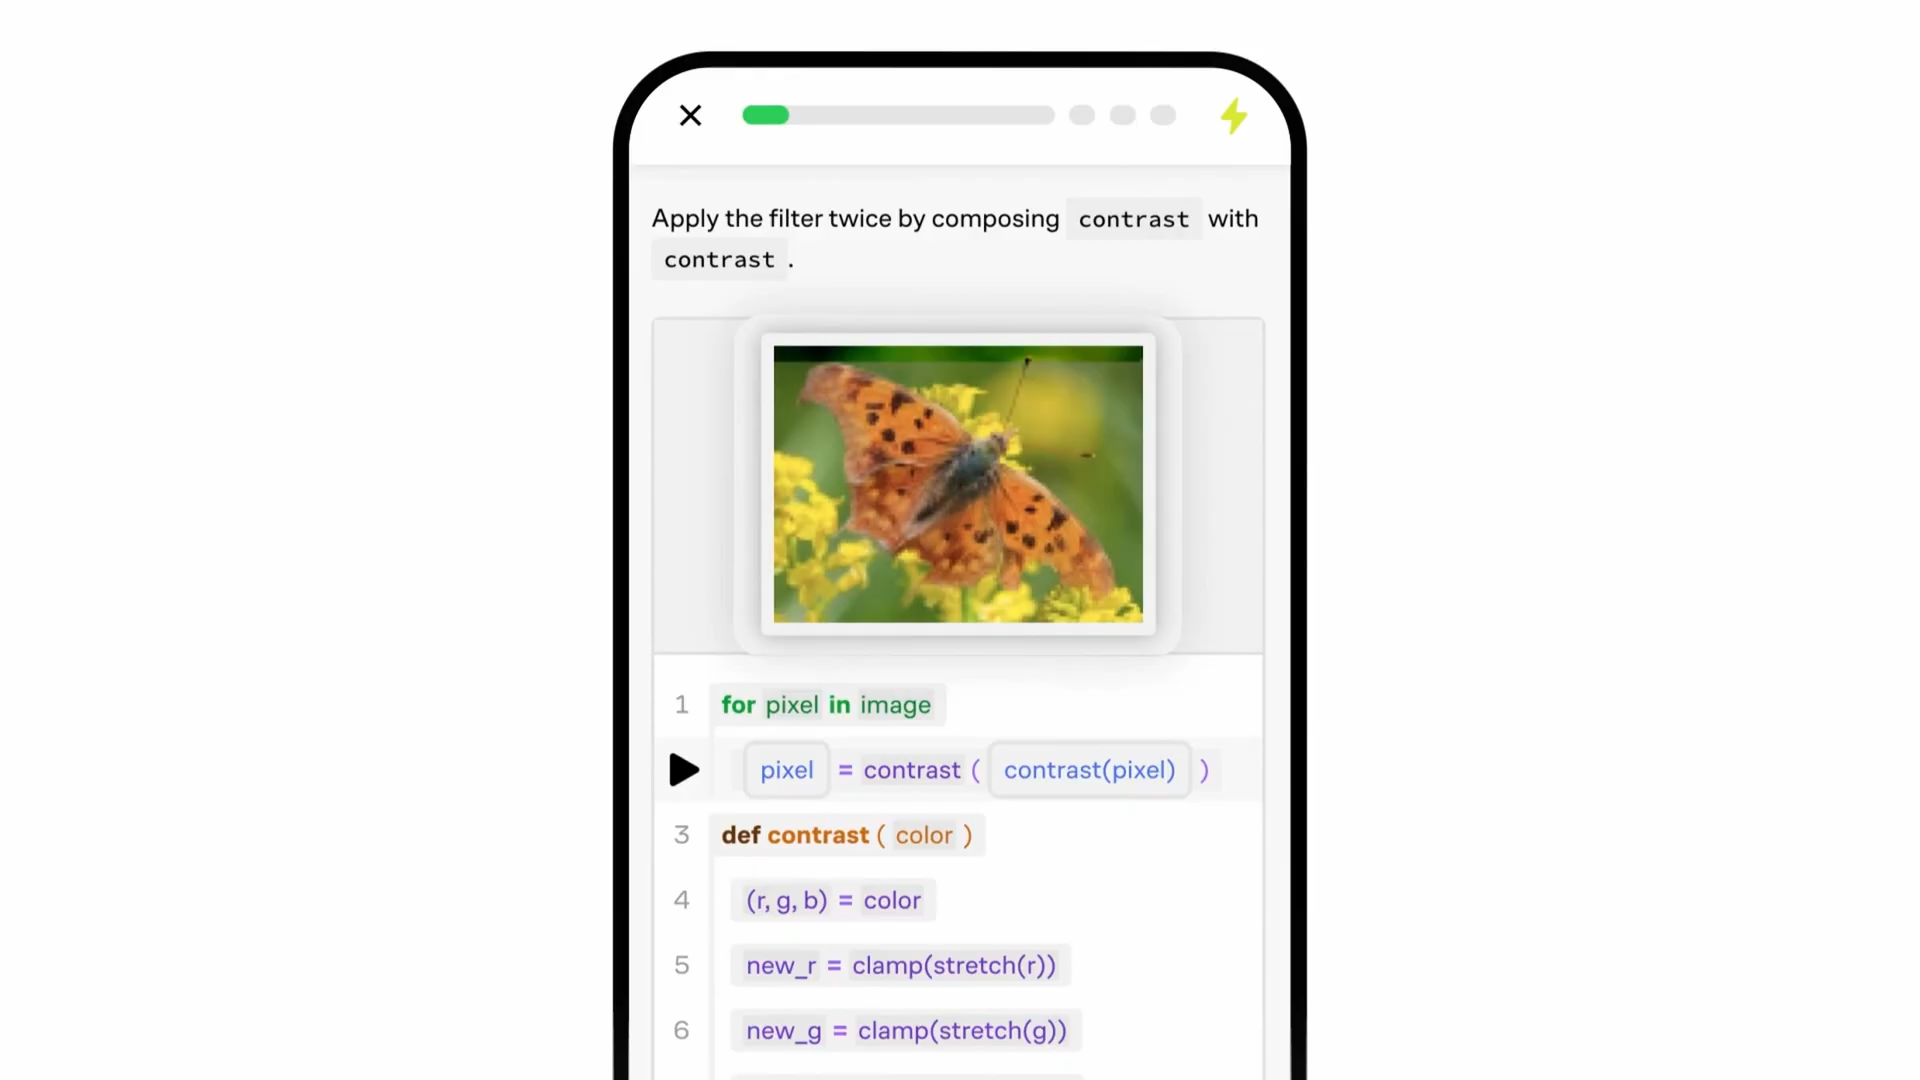 Apply the filter twice by composing contrast with
contrast .
1 for pixel in image
pixel = contrast ( contrast(pixel) )
3 def contrast ( color )
4 (r, g, b) = color
5 new_r = clamp(stretch(r))
6 new_g = clamp(stretch(g))